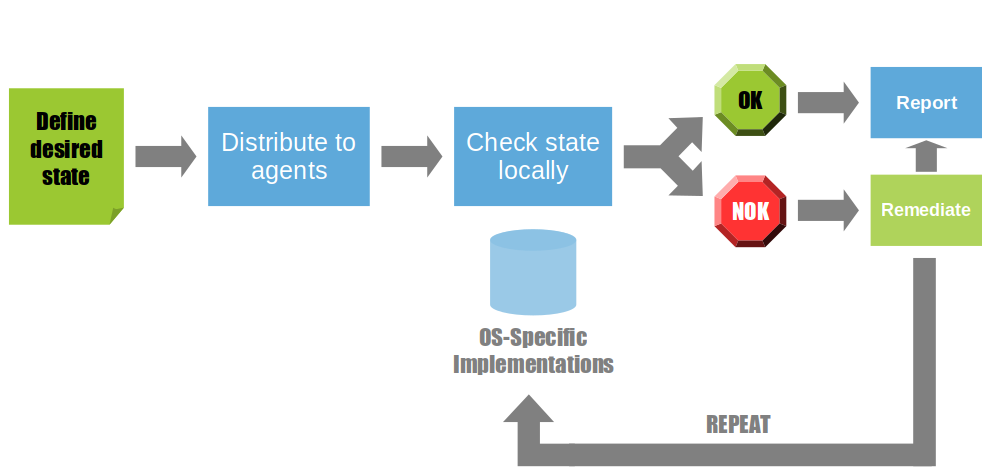 Define
desired
state
Distribute to
agents
Check state
locally
OK
Report
NOK
Remediate
OS-Specific
Implementations
REPEAT